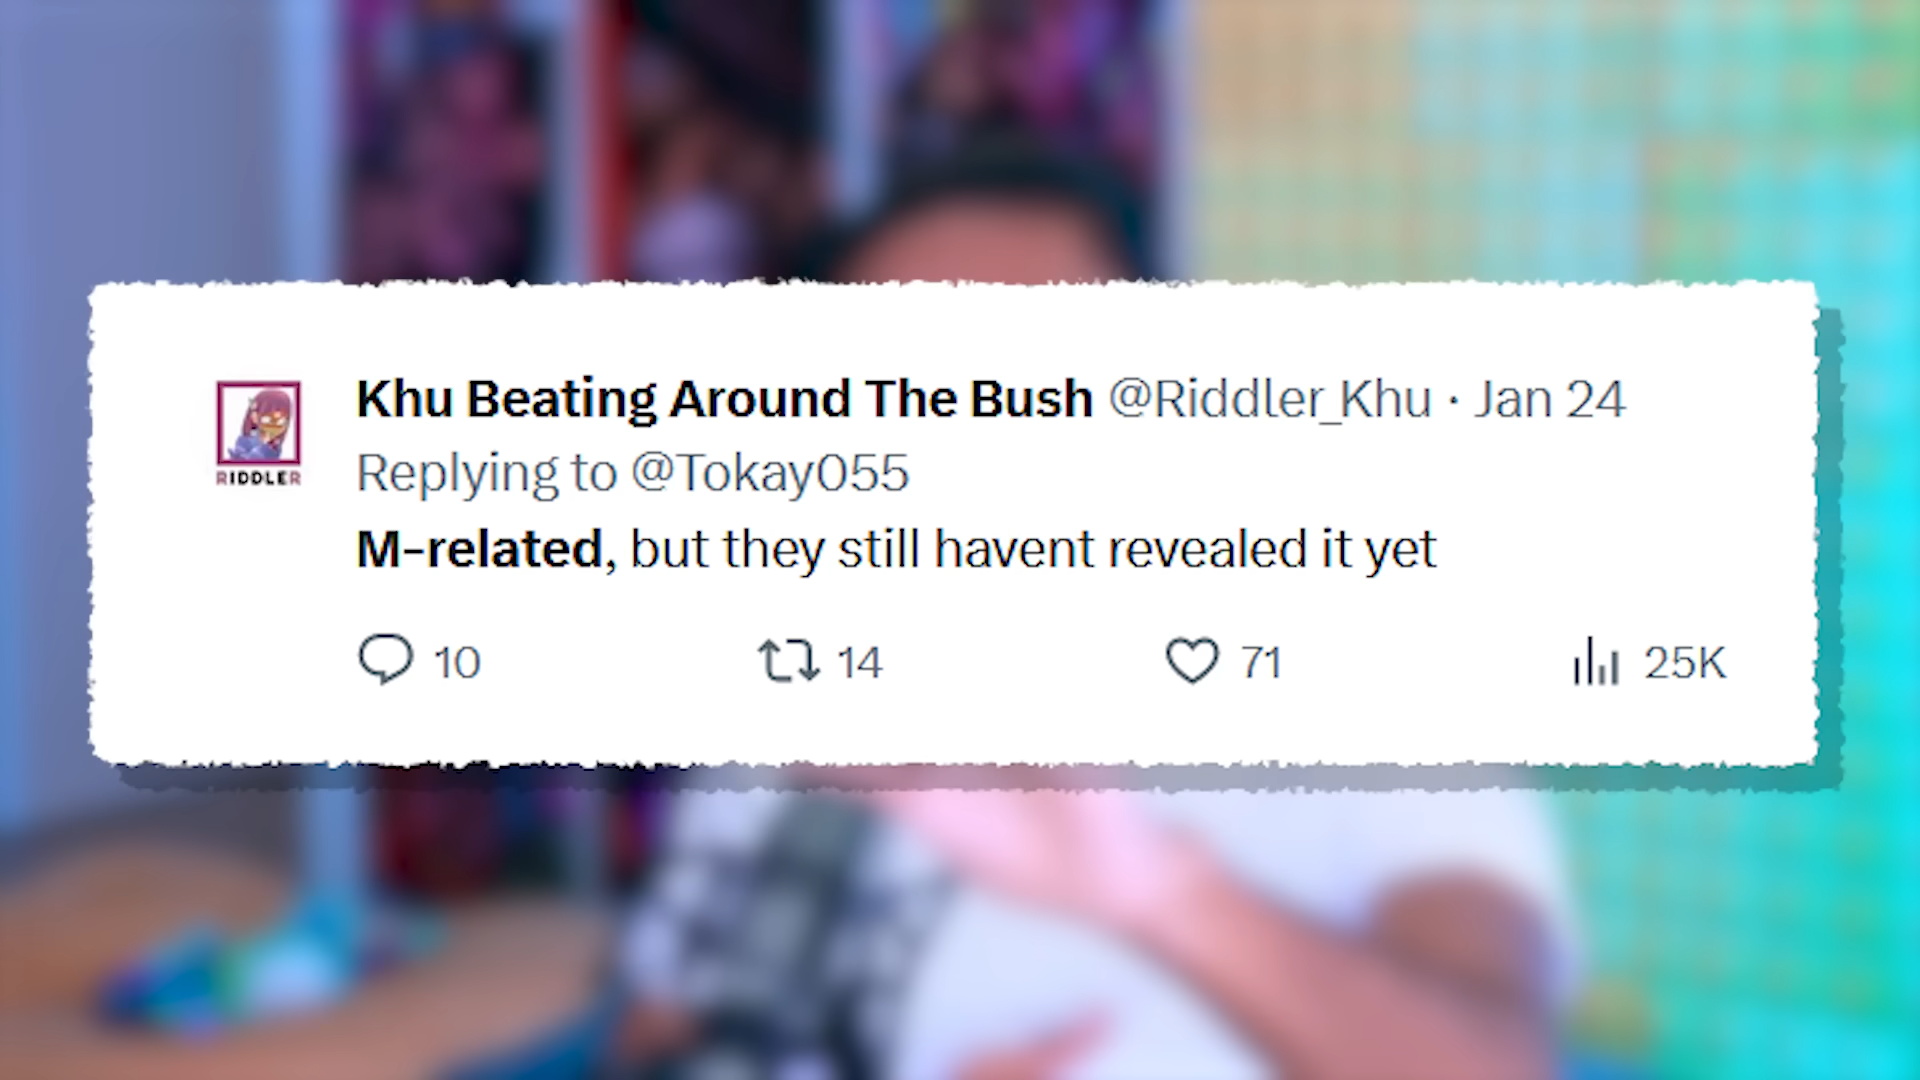 Khu Beating Around The Bush @Riddler_Khu · Jan 24
RIDDLER
Replying to @Tokay055
M-related, but they still havent revealed it yet
10 14 71 25K